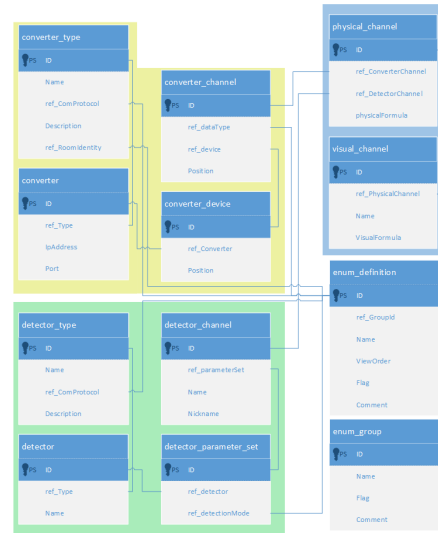 converter_type
PS ID
Name
ref_ComProtocol
Description
ref_RoomIdentity
converter
PS ID
ref_Type
IpAddress
Port
converter_channel
PS ID
ref_dataType
ref_device
Position
converter_device
PS ID
ref_Converter
Position
physical_channel
PS ID
ref_ConverterChannel
ref_DetectorChannel
physicalFormula
visual_channel
PS ID
ref_PhysicalChannel
Name
VisualFormula
detector_type
PS ID
Name
ref_ComProtocol
Description
detector
PS ID
ref_Type
Name
detector_channel
PS ID
ref_parameterSet
Name
Nickname
detector_parameter_set
PS ID
ref_detector
ref_detectionMode
enum_definition
PS ID
ref_GroupId
Name
ViewOrder
Flag
Comment
enum_group
PS ID
Name
Flag
Comment